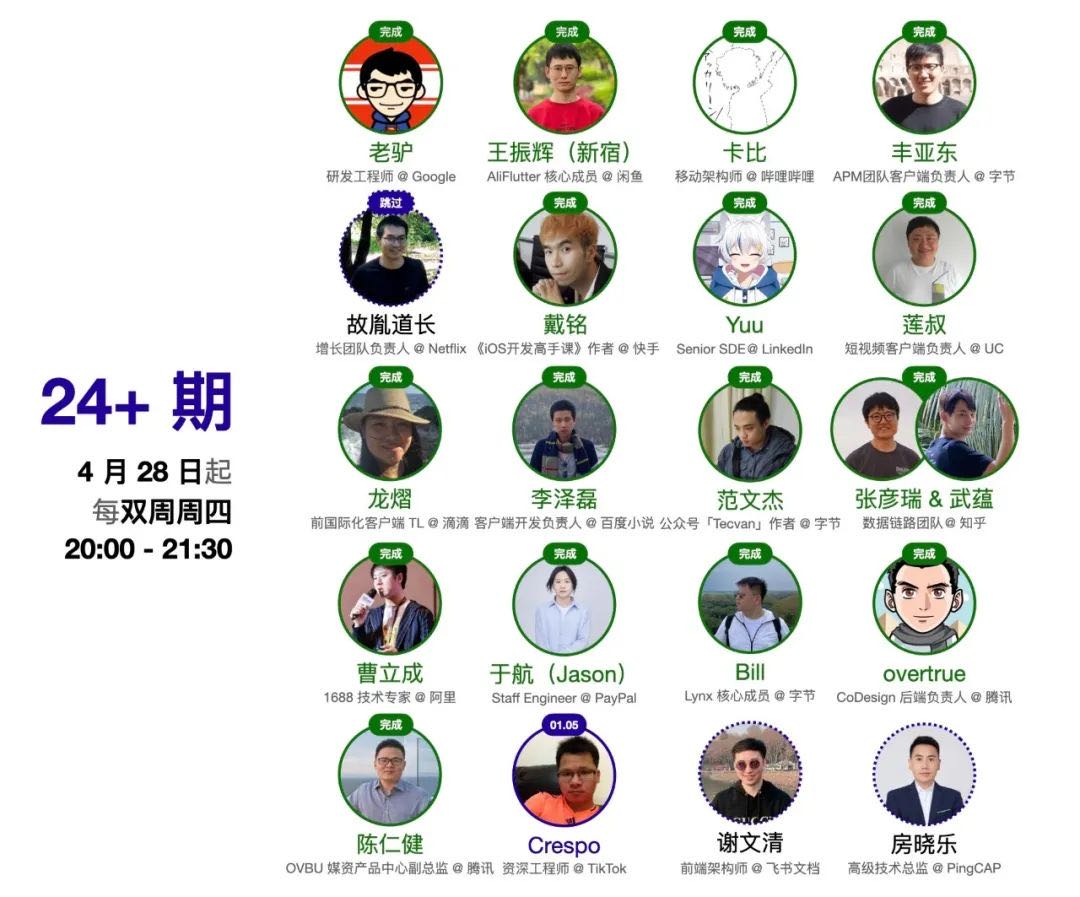 24+ 期
4 月 28 日起
每双周周四
20:00 - 21:30
完成
老驴
研发工程师 @ Google
完成
王振辉（新宿）
AliFlutter 核心成员 @ 闲鱼
完成
アッカリーン
卡比
移动架构师 @ 哔哩哔哩
完成
丰亚东
APM团队客户端负责人 @ 字节
跳过
故胤道长
增长团队负责人 @ Netflix
完成
戴铭
《iOS开发高手课》作者 @ 快手
完成
Yuu
Senior SDE@ LinkedIn
完成
莲叔
短视频客户端负责人 @ UC
完成
龙熠
前国际化客户端 TL @ 滴滴
完成
李泽磊
客户端开发负责人 @ 百度小说
完成
范文杰
公众号「Tecvan」作者 @ 字节
完成
张彦瑞 & 武蕴
数据链路团队@ 知乎
完成
曹立成
1688 技术专家 @ 阿里
完成
于航（Jason）
Staff Engineer @ PayPal
完成
Bill
Lynx 核心成员 @ 字节
完成
overtrue
CoDesign 后端负责人 @ 腾讯
完成
陈仁健
OVBU 媒资产品中心副总监 @ 腾讯
01.05
Crespo
资深工程师 @ TikTok
谢文清
前端架构师 @ 飞书文档
房晓乐
高级技术总监 @ PingCAP